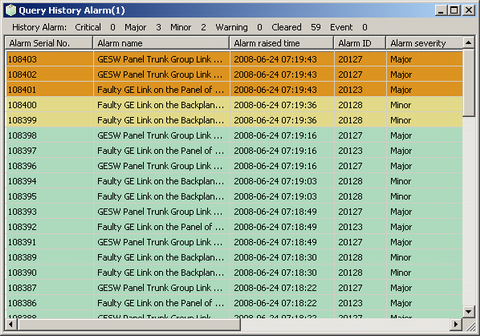 Query History Alarm(1)
History Alarm: Critical 0 Major 3 Minor 2 Warning 0 Cleared 59 Event 0
Alarm Serial No. Alarm name Alarm raised time Alarm ID Alarm severity
108403 GESW Panel Trunk Group Link ... 2008-06-24 07:19:43 20127 Major
108402 GESW Panel Trunk Group Link ... 2008-06-24 07:19:43 20127 Major
108401 Faulty GE Link on the Panel of ... 2008-06-24 07:19:43 20123 Major
108400 Faulty GE Link on the Backplan... 2008-06-24 07:19:36 20128 Minor
108399 Faulty GE Link on the Backplan... 2008-06-24 07:19:36 20128 Minor
108398 GESW Panel Trunk Group Link ... 2008-06-24 07:19:16 20127 Major
108397 Faulty GE Link on the Panel of ... 2008-06-24 07:19:16 20123 Major
108396 GESW Panel Trunk Group Link ... 2008-06-24 07:19:16 20127 Major
108394 Faulty GE Link on the Backplan... 2008-06-24 07:19:03 20128 Minor
108395 Faulty GE Link on the Backplan... 2008-06-24 07:19:03 20128 Minor
108393 GESW Panel Trunk Group Link ... 2008-06-24 07:18:49 20127 Major
108392 Faulty GE Link on the Panel of ... 2008-06-24 07:18:49 20123 Major
108391 GESW Panel Trunk Group Link ... 2008-06-24 07:18:49 20127 Major
108389 Faulty GE Link on the Backplan... 2008-06-24 07:18:30 20128 Minor
108390 Faulty GE Link on the Backplan... 2008-06-24 07:18:30 20128 Minor
108387 GESW Panel Trunk Group Link ... 2008-06-24 07:18:22 20127 Major
108386 Faulty GE Link on the Panel of ... 2008-06-24 07:18:22 20123 Major
108388 GESW Panel Trunk Group Link ... 2008-06-24 07:18:22 20127 Major